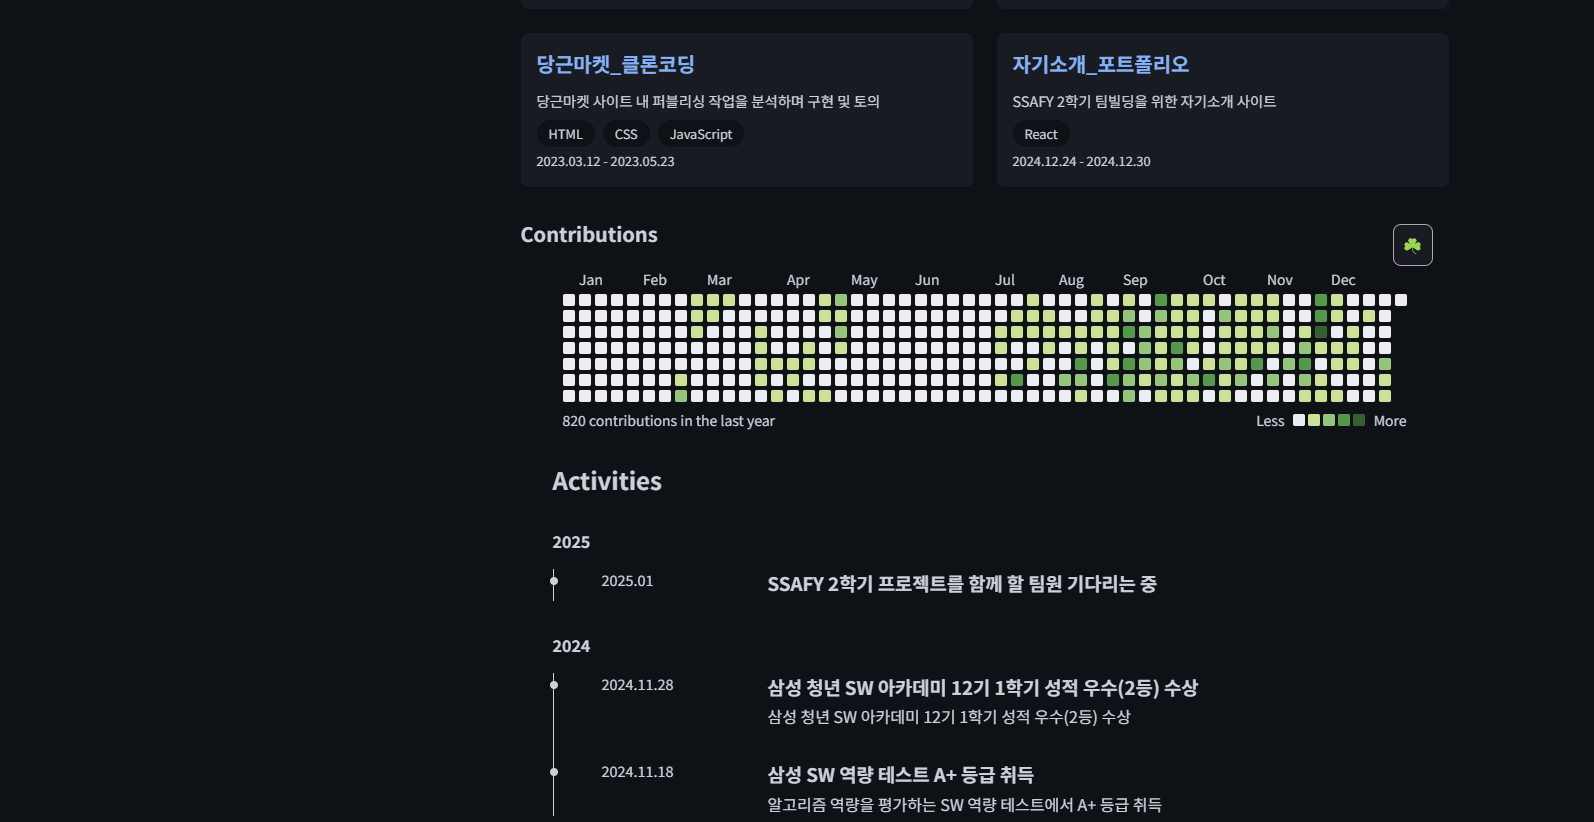 당근마켓_클론코딩
당근마켓 사이트 내 퍼블리싱 작업을 분석하며 구현 및 토의
HTML CSS JavaScript
2023.03.12 - 2023.05.23
자기소개_포트폴리오
SSAFY 2학기 팀빌딩을 위한 자기소개 사이트
React
2024.12.24 - 2024.12.30
Contributions
Jan Feb Mar Apr May Jun Jul Aug Sep Oct Nov Dec
820 contributions in the last year
Less More
Activities
2025
2025.01
SSAFY 2학기 프로젝트를 함께 할 팀원 기다리는 중
2024
2024.11.28
삼성 청년 SW 아카데미 12기 1학기 성적 우수(2등) 수상
삼성 청년 SW 아카데미 12기 1학기 성적 우수(2등) 수상
2024.11.18
삼성 SW 역량 테스트 A+ 등급 취득
알고리즘 역량을 평가하는 SW 역량 테스트에서 A+ 등급 취득